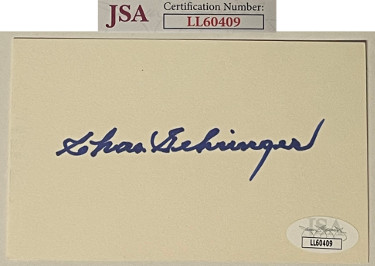 JSA
Certification Number:
LL60409
Chas. Gehringer
JSA
LL60409